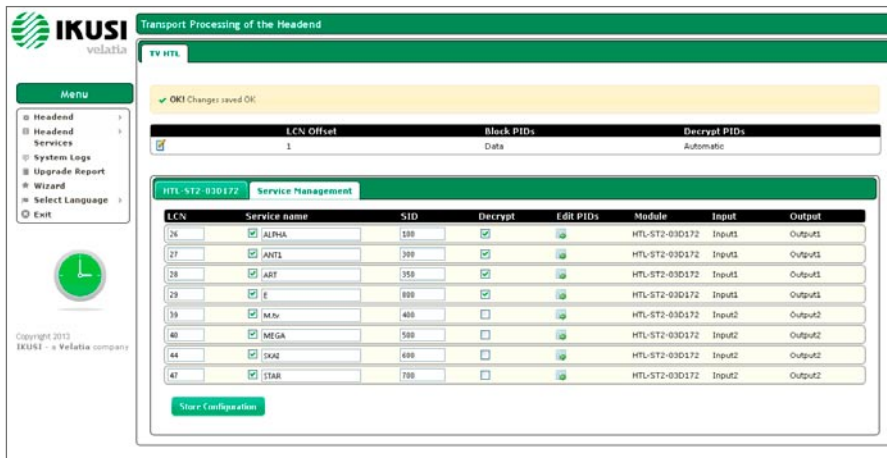 IKUSI
velatia
Transport Processing of the Headend
TV HTL
Menu
Headend
Headend Services
System Logs
Upgrade Report
Wizard
Select Language
Exit
Copyright 2013
IKUSI - a Velatia company
OK! Changes saved OK
LCN Offset Block PIDs Decrypt PIDs
1 Data Automatic
HTL-ST2-03D172 Service Management
LCN Service name SID Decrypt Edit PIDs Module Input Output
26 ALPHA 100 HTL-ST2-03D172 Input1 Output1
27 ANT1 300 HTL-ST2-03D172 Input1 Output1
28 ART 350 HTL-ST2-03D172 Input1 Output1
29 E 800 HTL-ST2-03D172 Input1 Output1
39 M.tv 400 HTL-ST2-03D172 Input2 Output2
40 MEGA 500 HTL-ST2-03D172 Input2 Output2
44 SKAI 600 HTL-ST2-03D172 Input2 Output2
47 STAR 700 HTL-ST2-03D172 Input2 Output2
Store Configuration